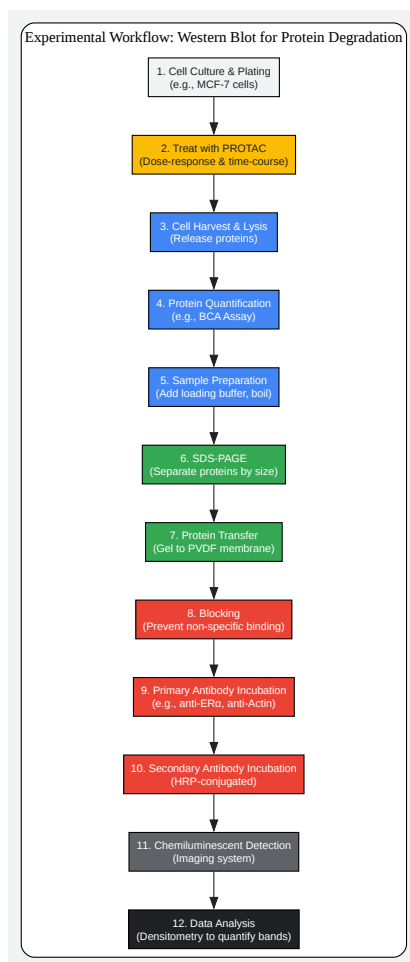 Experimental Workflow: Western Blot for Protein Degradation
1. Cell Culture & Plating
(e.g., MCF-7 cells)
2. Treat with PROTAC
(Dose-response & time-course)
3. Cell Harvest & Lysis
(Release proteins)
4. Protein Quantification
(e.g., BCA Assay)
5. Sample Preparation
(Add loading buffer, boil)
6. SDS-PAGE
(Separate proteins by size)
7. Protein Transfer
(Gel to PVDF membrane)
8. Blocking
(Prevent non-specific binding)
9. Primary Antibody Incubation
(e.g., anti-ERα, anti-Actin)
10. Secondary Antibody Incubation
(HRP-conjugated)
11. Chemiluminescent Detection
(Imaging system)
12. Data Analysis
(Densitometry to quantify bands)